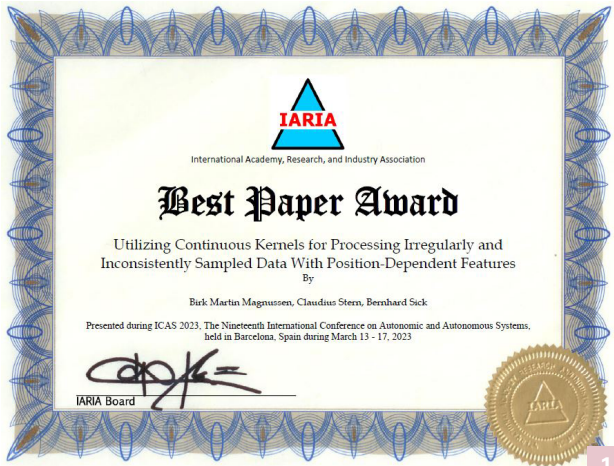 IARIA
International Academy, Research, and Industry Association
Best Paper Award
Utilizing Continuous Kernels for Processing Irregularly and
Inconsistently Sampled Data With Position-Dependent Features
By
Birk Martin Magnussen, Claudius Stern, Bernhard Sick
Presented during ICAS 2023, The Nineteenth International Conference on Autonomic and Autonomous Systems,
held in Barcelona, Spain during March 13 - 17, 2023
IARIA Board
IARIA
1